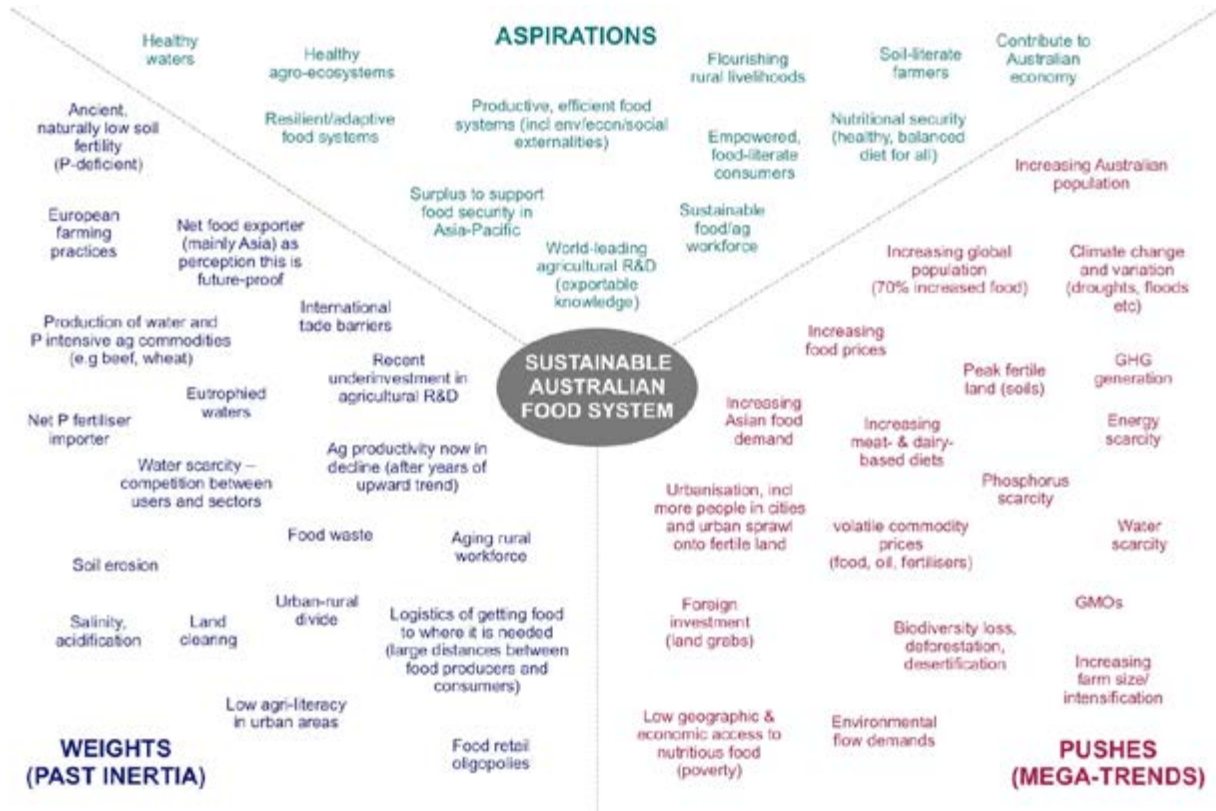 ASPIRATIONS
Healthy
waters
Healthy
agro-ecosystems
Flourishing
rural livelihoods
Soil-literate
farmers
Contribute to
Australian
economy
Resilient/adaptive
food systems
Productive, efficient food
systems (incl env/econ/social
externalities)
Empowered,
food-literate
consumers
Nutritional security
(healthy, balanced
diet for all)
Surplus to support
food security in
Asia-Pacific
Sustainable
food/ag
workforce
World-leading
agricultural R&D
(exportable
knowledge)
SUSTAINABLE
AUSTRALIAN
FOOD SYSTEM
Ancient,
naturally low soil
fertility
(P-deficient)
European
farming
practices
Net food exporter
(mainly Asia) as
perception this is
future-proof
International
tade barriers
Production of water and
P intensive ag commodities
(e.g beef, wheat)
Recent
underinvestment in
agricultural R&D
Eutrophied
waters
Net P fertiliser
importer
Ag productivity now in
decline (after years of
upward trend)
Water scarcity –
competition between
users and sectors
Food waste
Aging rural
workforce
Soil erosion
Urban-rural
divide
Salinity,
acidification
Land
clearing
Logistics of getting food
to where it is needed
(large distances between
food producers and
consumers)
Low agri-literacy
in urban areas
Food retail
oligopolies
WEIGHTS
(PAST INERTIA)
Increasing Australian
population
Increasing global
population
(70% increased food)
Climate change
and variation
(droughts, floods
etc)
Increasing
food prices
Peak fertile
land (soils)
GHG
generation
Increasing
Asian food
demand
Increasing
meat- & dairy-
based diets
Energy
scarcity
Phosphorus
scarcity
Urbanisation, incl
more people in cities
and urban sprawl
onto fertile land
volatile commodity
prices
(food, oil, fertilisers)
Water
scarcity
Foreign
investment
(land grabs)
GMOs
Biodiversity loss,
deforestation,
desertification
Increasing
farm size/
intensification
Low geographic &
economic access to
nutritious food
(poverty)
Environmental
flow demands
PUSHES
(MEGA-TRENDS)